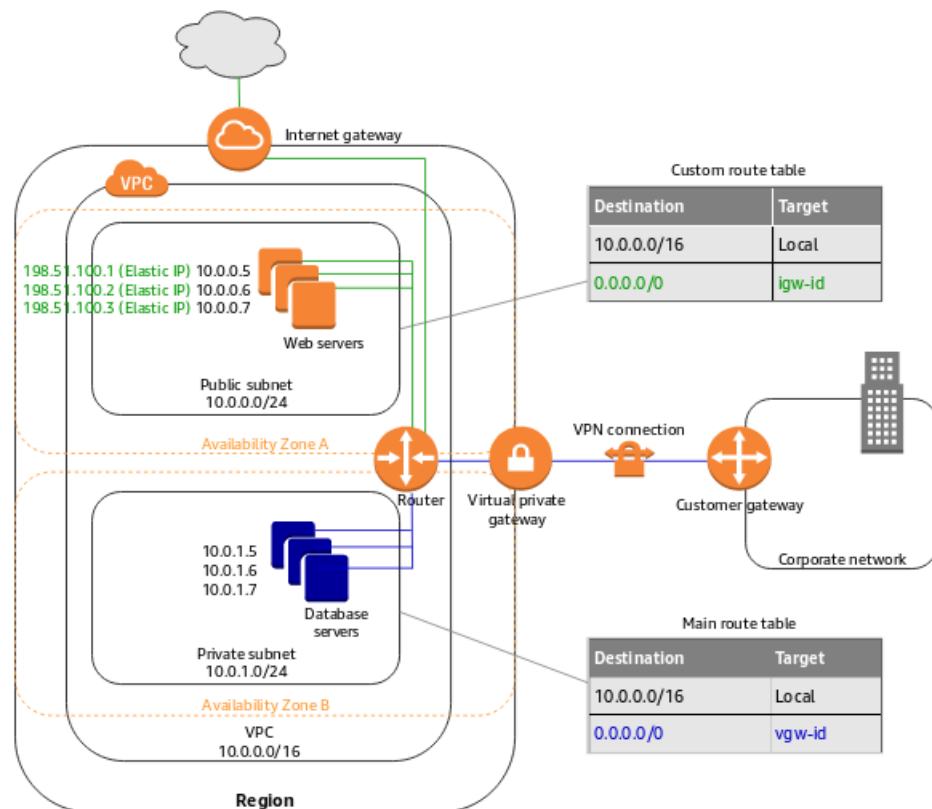 Internet gateway
VPC
198.51.100.1 (Elastic IP) 10.0.0.5
198.51.100.2 (Elastic IP) 10.0.0.6
198.51.100.3 (Elastic IP) 10.0.0.7
Web servers
Public subnet
10.0.0.0/24
Availability Zone A
Custom route table
Destination Target
10.0.0.0/16 Local
0.0.0.0/0 igw-id
Router
Virtual private
gateway
VPN connection
Customer gateway
Corporate network
10.0.1.5
10.0.1.6
10.0.1.7
Database
servers
Private subnet
10.0.1.0/24
Availability Zone B
VPC
10.0.0.0/16
Region
Main route table
Destination Target
10.0.0.0/16 Local
0.0.0.0/0 vgw-id